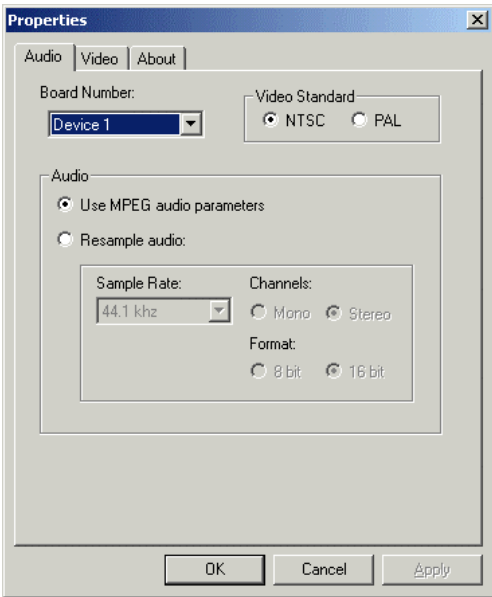 Properties
Audio Video About
Board Number:
Device 1
Video Standard
NTSC PAL
Audio
Use MPEG audio parameters
Resample audio:
Sample Rate:
44.1 khz
Channels:
Mono Stereo
Format:
8 bit 16 bit
OK Cancel Apply